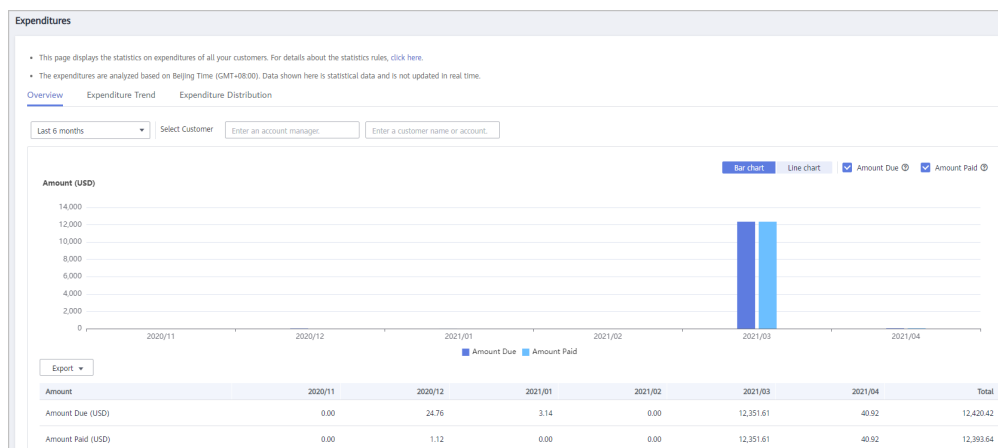 Expenditures
• This page displays the statistics on expenditures of all your customers. For details about the statistics rules, click here.
• The expenditures are analyzed based on Beijing Time (GMT+08:00). Data shown here is statistical data and is not updated in real time.
Overview Expenditure Trend Expenditure Distribution
Last 6 months Select Customer Enter an account manager. Enter a customer name or account.
Bar chart Line chart Amount Due Amount Paid
Amount (USD)
14,000
12,000
10,000
8,000
6,000
4,000
2,000
0
2020/11 2020/12 2021/01 2021/02 2021/03 2021/04
Amount Due Amount Paid
Export
Amount 2020/11 2020/12 2021/01 2021/02 2021/03 2021/04 Total
Amount Due (USD) 0.00 24.76 3.14 0.00 12,351.61 40.92 12,420.42
Amount Paid (USD) 0.00 1.12 0.00 0.00 12,351.61 40.92 12,393.64